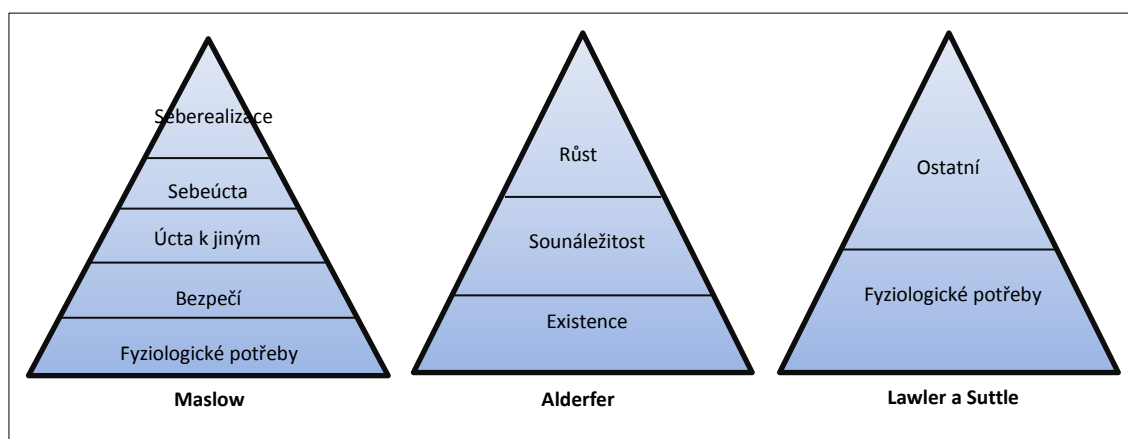 Seberealizace
Sebeúcta
Úcta k jiným
Bezpečí
Fyziologické potřeby
Maslow
Růst
Sounáležitost
Existence
Alderfer
Ostatní
Fyziologické potřeby
Lawler a Suttle